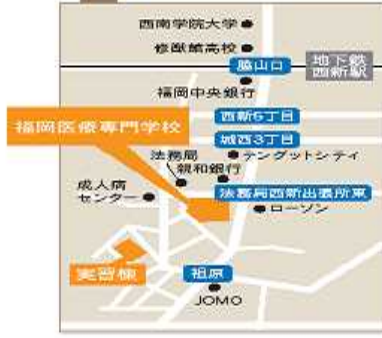 西南学院大学
修猷館高校
脇山口
地下鉄
西新駅
福岡中央銀行
西新5丁目
福岡医療専門学校
城西3丁目
法務局
テングッドシティ
親和銀行
成人病
センター
法務局西新出張所東
ローソン
実習棟
祖原
JOMO